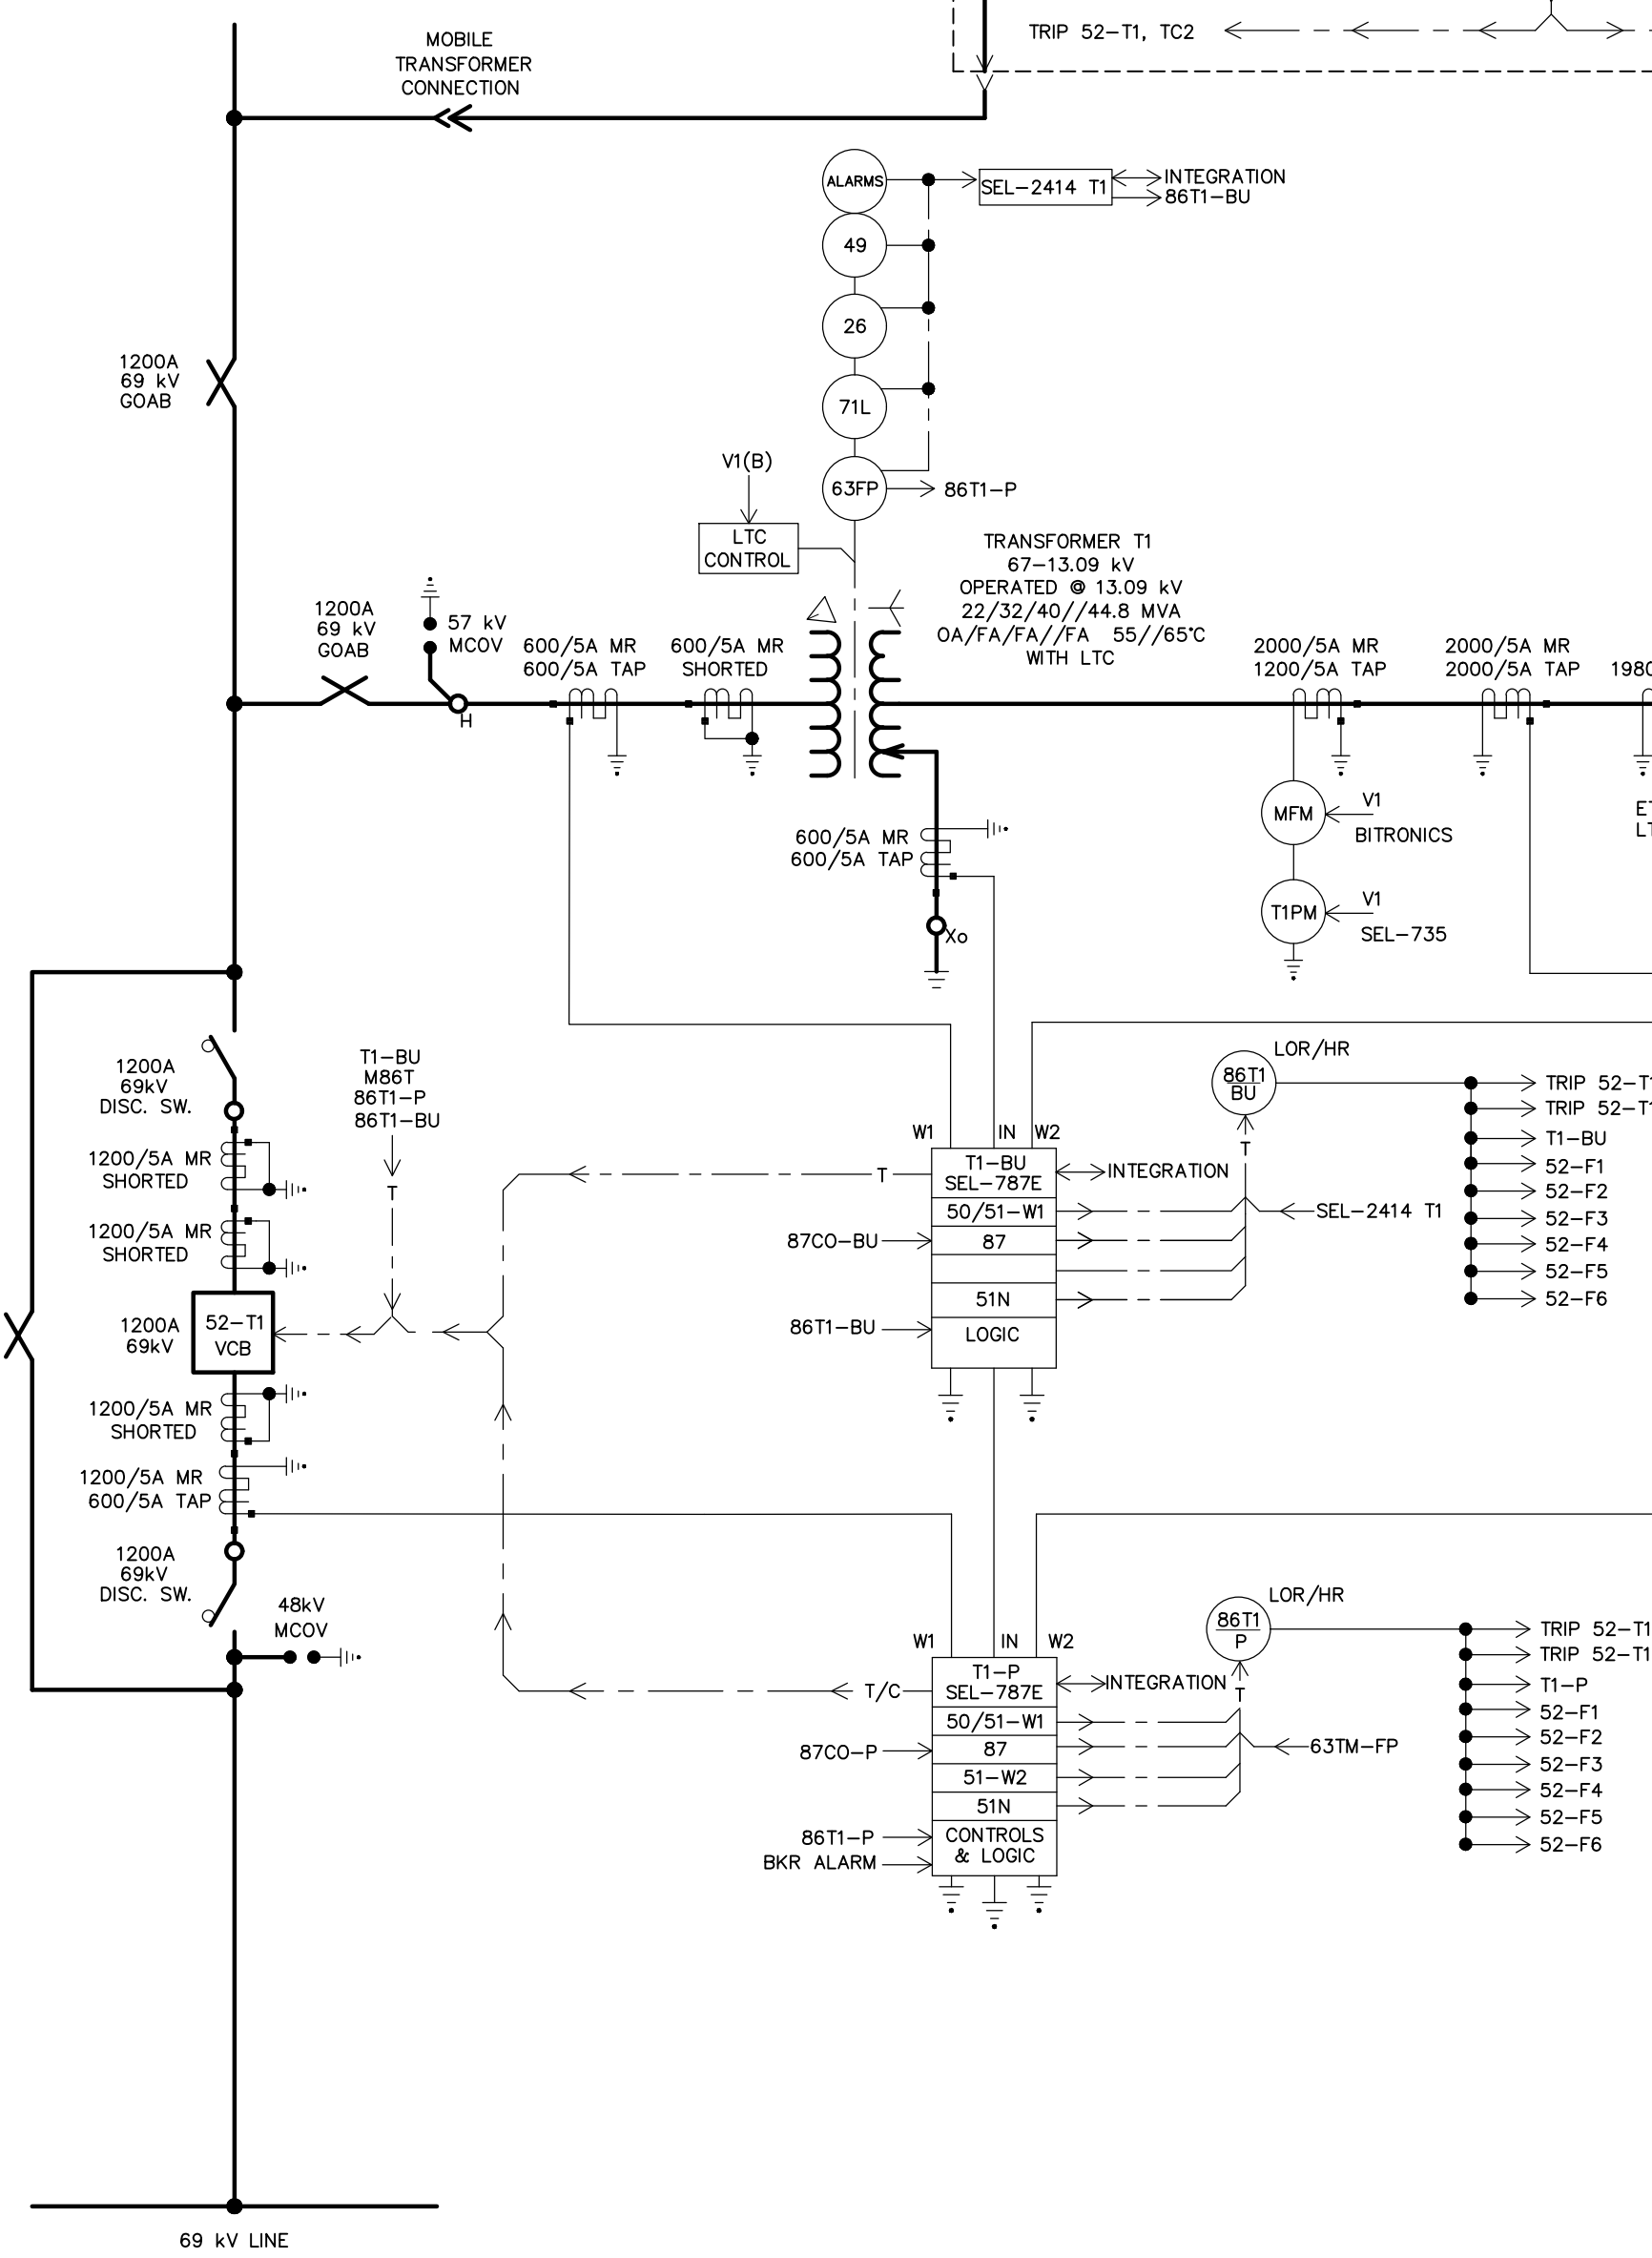 MOBILE
TRANSFORMER
CONNECTION
TRIP 52-T1, TC2
ALARMS
SEL-2414 T1
INTEGRATION
86T1-BU
49
26
71L
63FP
86T1-P
V1(B)
LTC
CONTROL
1200A
69 kV
GOAB
TRANSFORMER T1
67-13.09 kV
OPERATED @ 13.09 kV
22/32/40//44.8 MVA
OA/FA/FA//FA 55//65°C
WITH LTC
1200A
69 kV
GOAB
57 kV
MCOV
H
600/5A MR
600/5A TAP
600/5A MR
SHORTED
2000/5A MR
1200/5A TAP
2000/5A MR
2000/5A TAP
1980
600/5A MR
600/5A TAP
Xo
MFM
V1
BITRONICS
T1PM
V1
SEL-735
1200A
69kV
DISC. SW.
1200/5A MR
SHORTED
1200/5A MR
SHORTED
1200A
69kV
52-T1
VCB
1200/5A MR
SHORTED
1200/5A MR
600/5A TAP
1200A
69kV
DISC. SW.
48kV
MCOV
T1-BU
M86T
86T1-P
86T1-BU
T
T
W1
IN
W2
T1-BU
SEL-787E
50/51-W1
87
51N
LOGIC
87CO-BU
86T1-BU
INTEGRATION
SEL-2414 T1
T
86T1
BU
LOR/HR
TRIP 52-T1
TRIP 52-T1
T1-BU
52-F1
52-F2
52-F3
52-F4
52-F5
52-F6
T/C
W1
IN
W2
T1-P
SEL-787E
50/51-W1
87
51-W2
51N
CONTROLS
& LOGIC
87CO-P
86T1-P
BKR ALARM
INTEGRATION
63TM-FP
T
86T1
P
LOR/HR
TRIP 52-T1
TRIP 52-T1
T1-P
52-F1
52-F2
52-F3
52-F4
52-F5
52-F6
69 kV LINE